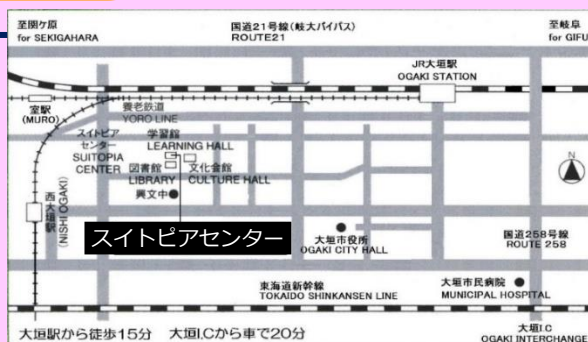 至関ケ原
for SEKIGAHARA
国道21号線(岐大バイパス)
ROUTE21
至岐阜
for GIFU
JR大垣駅
OGAKI STATION
室駅
(MURO)
養老鉄道
YORO LINE
スイトピア
センター
SUITOPIA
CENTER
学習館
LEARNING HALL
図書館
LIBRARY
文化会館
CULTURE HALL
興文中
N
西大垣駅
(NISHI OGAKI)
スイトピアセンター
大垣市役所
OGAKI CITY HALL
国道258号線
ROUTE 258
東海道新幹線
TOKAIDO SHINKANSEN LINE
大垣市民病院
MUNICIPAL HOSPITAL
大垣駅から徒歩15分 大垣I.Cから車で20分
大垣I.C
OGAKI INTERCHANGE